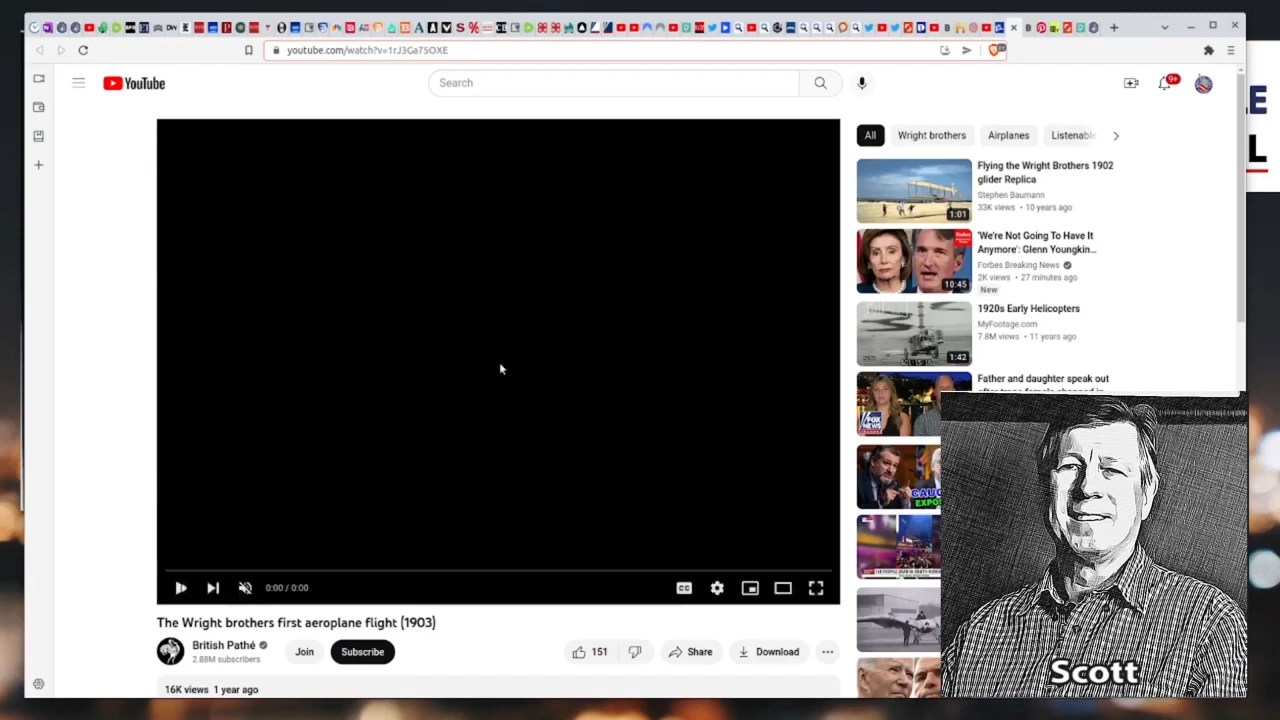 youtube.com/watch?v=1rJ3Ga75OXE
YouTube
Search
9+
E
L
All
Wright brothers
Airplanes
Listenable
Flying the Wright Brothers 1902
glider Replica
Stephen Baumann
33K views • 10 years ago
1:01
'We're Not Going To Have It
Anymore': Glenn Youngkin...
Forbes Breaking News
2K views • 27 minutes ago
New
10:45
1920s Early Helicopters
MyFootage.com
7.8M views • 11 years ago
1:42
Father and daughter speak out
FOX
NEWS
0:00 / 0:00
CC
The Wright brothers first aeroplane flight (1903)
British Pathé
2.88M subscribers
Join
Subscribe
151
Share
Download
16K views 1 year ago
Scott